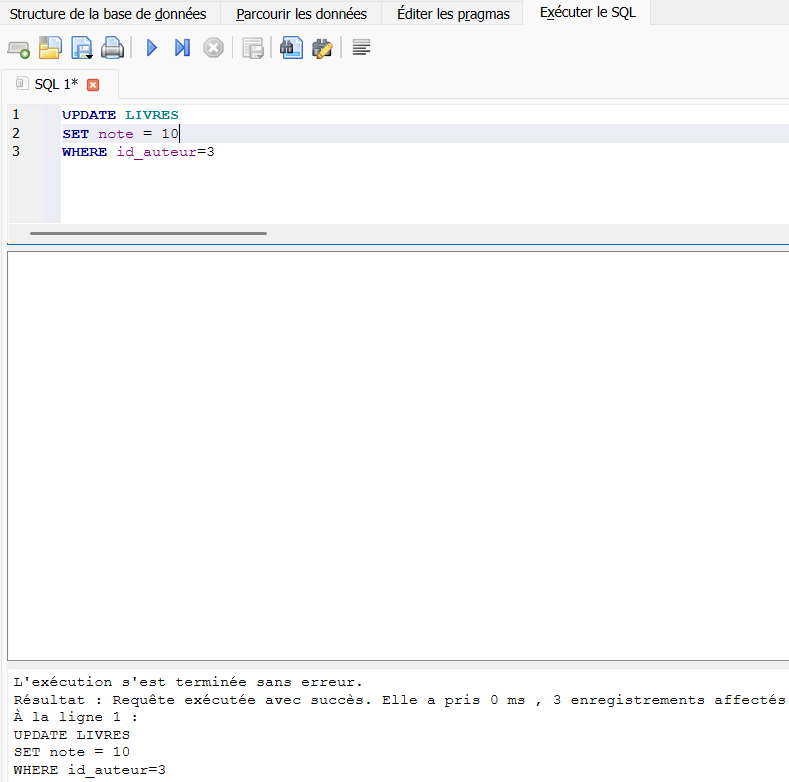 Structure de la base de données Parcourir les données Éditer les pragmas Exécuter le SQL
SQL 1*
1 UPDATE LIVRES
2 SET note = 10
3 WHERE id_auteur=3
L'exécution s'est terminée sans erreur.
Résultat : Requête exécutée avec succès. Elle a pris 0 ms , 3 enregistrements affectés
À la ligne 1 :
UPDATE LIVRES
SET note = 10
WHERE id_auteur=3